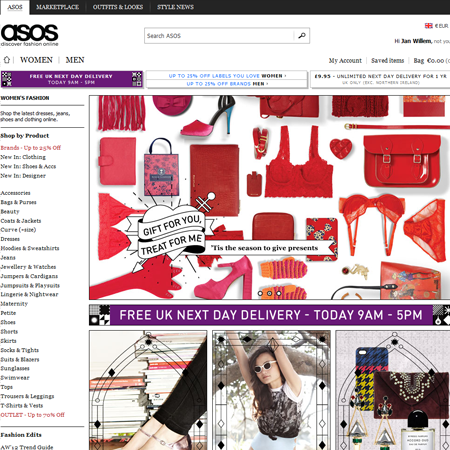 ASOS MARKETPLACE OUTFITS & LOOKS STYLE NEWS
asos
discover fashion online
Search ASOS
€ EUR
Hi Jan Willem, not you?
WOMEN MEN
My Account Saved items Bag €0.00
FREE UK NEXT DAY DELIVERY
TODAY 9AM - 5PM
UP TO 25% OFF LABELS YOU LOVE WOMEN ›
UP TO 25% OFF BRANDS MEN ›
£9.95 - UNLIMITED NEXT DAY DELIVERY FOR 1 YR
UK ONLY (EXC. NORTHERN IRELAND)
WOMEN'S FASHION
Shop the latest dresses, jeans,
shoes and clothing online.
Shop by Product
Brands - Up to 25% Off
New In: Clothing
New In: Shoes & Accs
New In: Designer
Accessories
Bags & Purses
Beauty
Coats & Jackets
Curve (+size)
Dresses
Hoodies & Sweatshirts
Jeans
Jewellery & Watches
Jumpers & Cardigans
Jumpsuits & Playsuits
Lingerie & Nightwear
Maternity
Petite
Shoes
Shorts
Skirts
Socks & Tights
Suits & Blazers
Sunglasses
Swimwear
Tops
Trousers & Leggings
T-Shirts & Vests
OUTLET - Up to 70% Off
Fashion Edits
AW12 Trend Guide
GIFT FOR YOU,
TREAT FOR ME
'Tis the season to give presents
FREE UK NEXT DAY DELIVERY - TODAY 9AM - 5PM